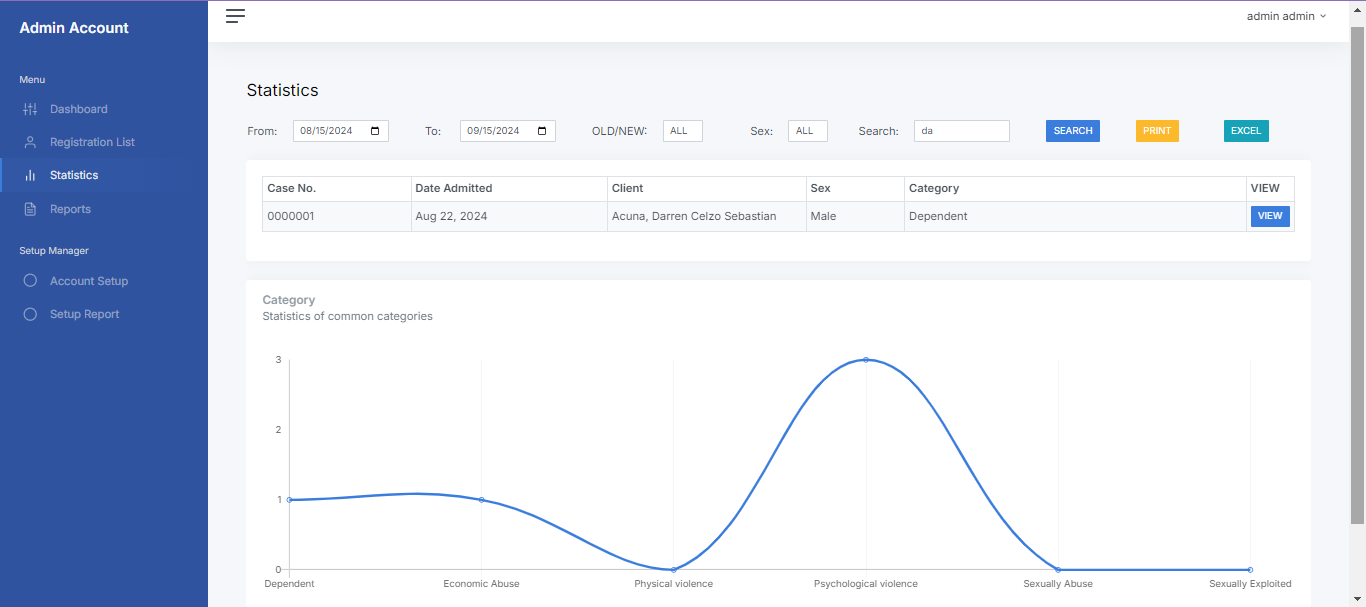 Admin Account
admin admin
Menu
Dashboard
Registration List
Statistics
Reports
Setup Manager
Account Setup
Setup Report
Statistics
From: 08/15/2024 To: 09/15/2024 OLD/NEW: ALL Sex: ALL Search: da SEARCH PRINT EXCEL
Case No. Date Admitted Client Sex Category VIEW
0000001 Aug 22, 2024 Acuna, Darren Celzo Sebastian Male Dependent VIEW
Category
Statistics of common categories
3
2
1
0
Dependent Economic Abuse Physical violence Psychological violence Sexually Abuse Sexually Exploited